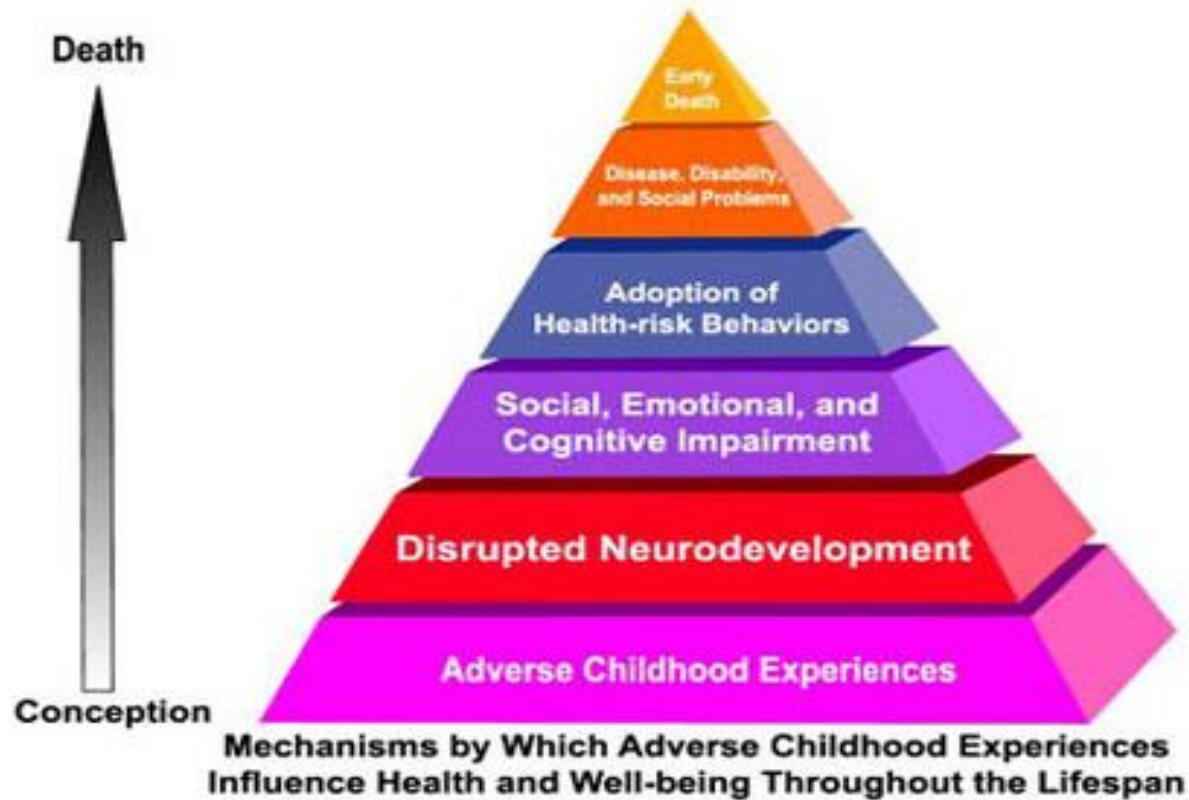 Death
Early
Death
Disease, Disability,
and Social Problems
Adoption of
Health-risk Behaviors
Social, Emotional, and
Cognitive Impairment
Disrupted Neurodevelopment
Adverse Childhood Experiences
Conception
Mechanisms by Which Adverse Childhood Experiences
Influence Health and Well-being Throughout the Lifespan